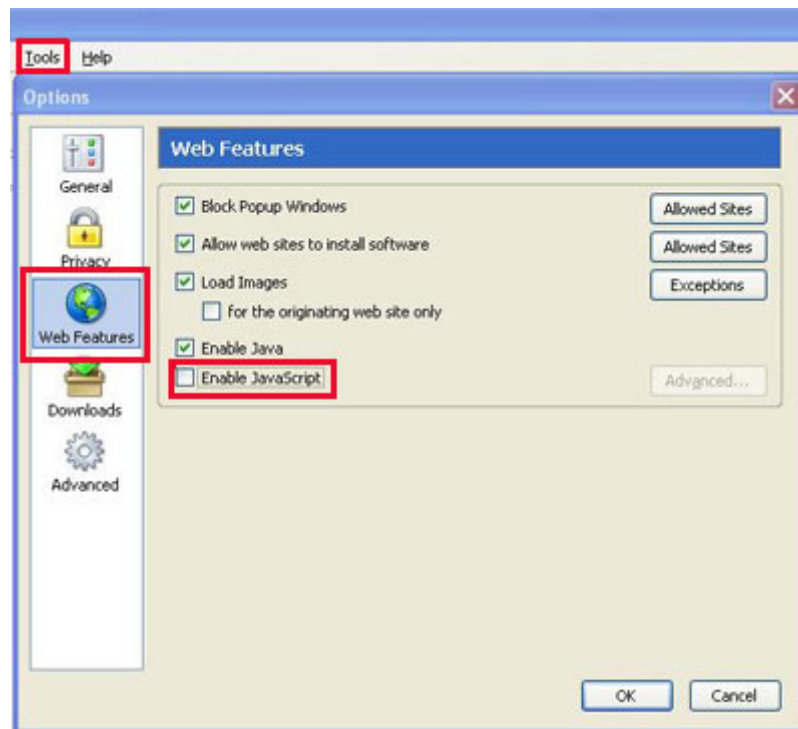 Tools Help
Options
General
Privacy
Web Features
Downloads
Advanced
Web Features
Block Popup Windows Allowed Sites
Allow web sites to install software Allowed Sites
Load Images Exceptions
for the originating web site only
Enable Java
Enable JavaScript Advanced...
OK Cancel